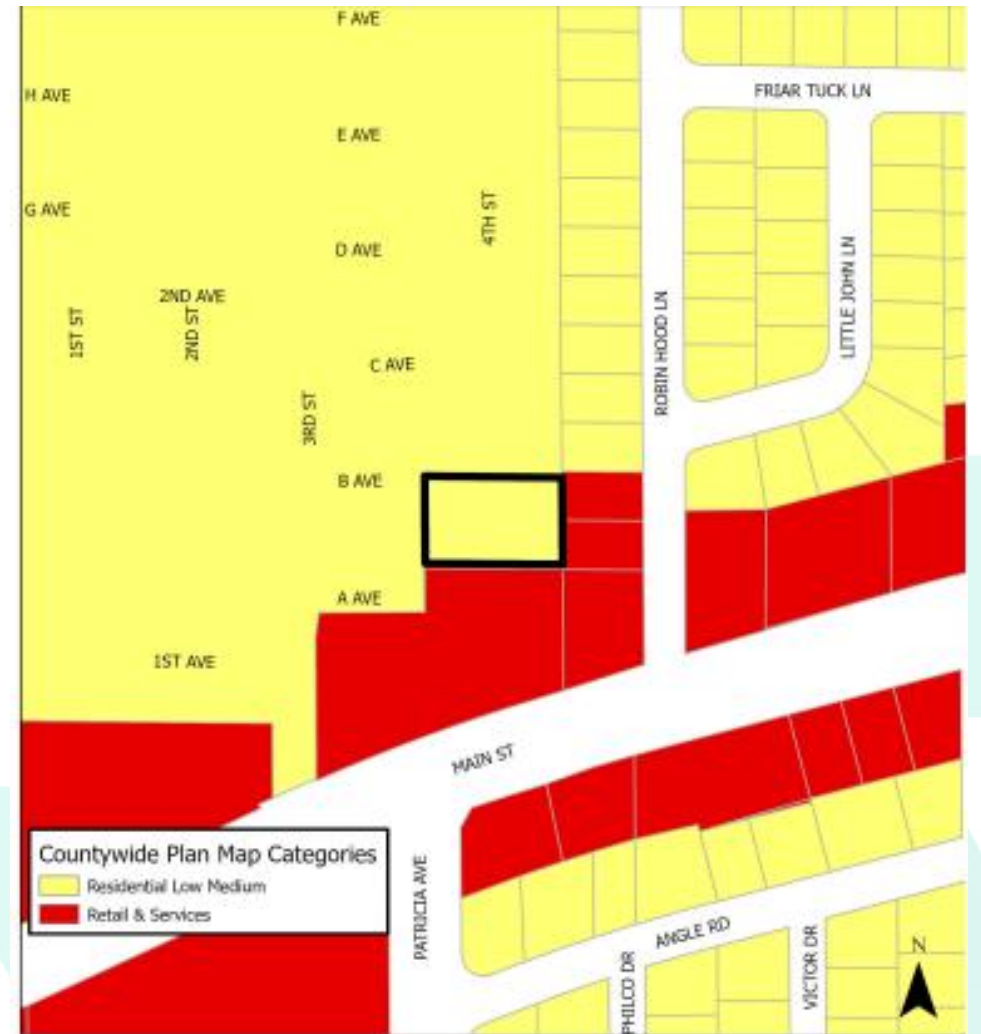 F AVE
H AVE
FRIAR TUCK LN
E AVE
G AVE
4TH ST
D AVE
LITTLE JOHN LN
2ND AVE
1ST ST
2ND ST
ROBIN HOOD LN
C AVE
3RD ST
B AVE
A AVE
1ST AVE
MAIN ST
Countywide Plan Map Categories
Residential Low Medium
Retail & Services
PATRICIA AVE
ANGLE RD
PHILCO DR
VICTOR DR
N